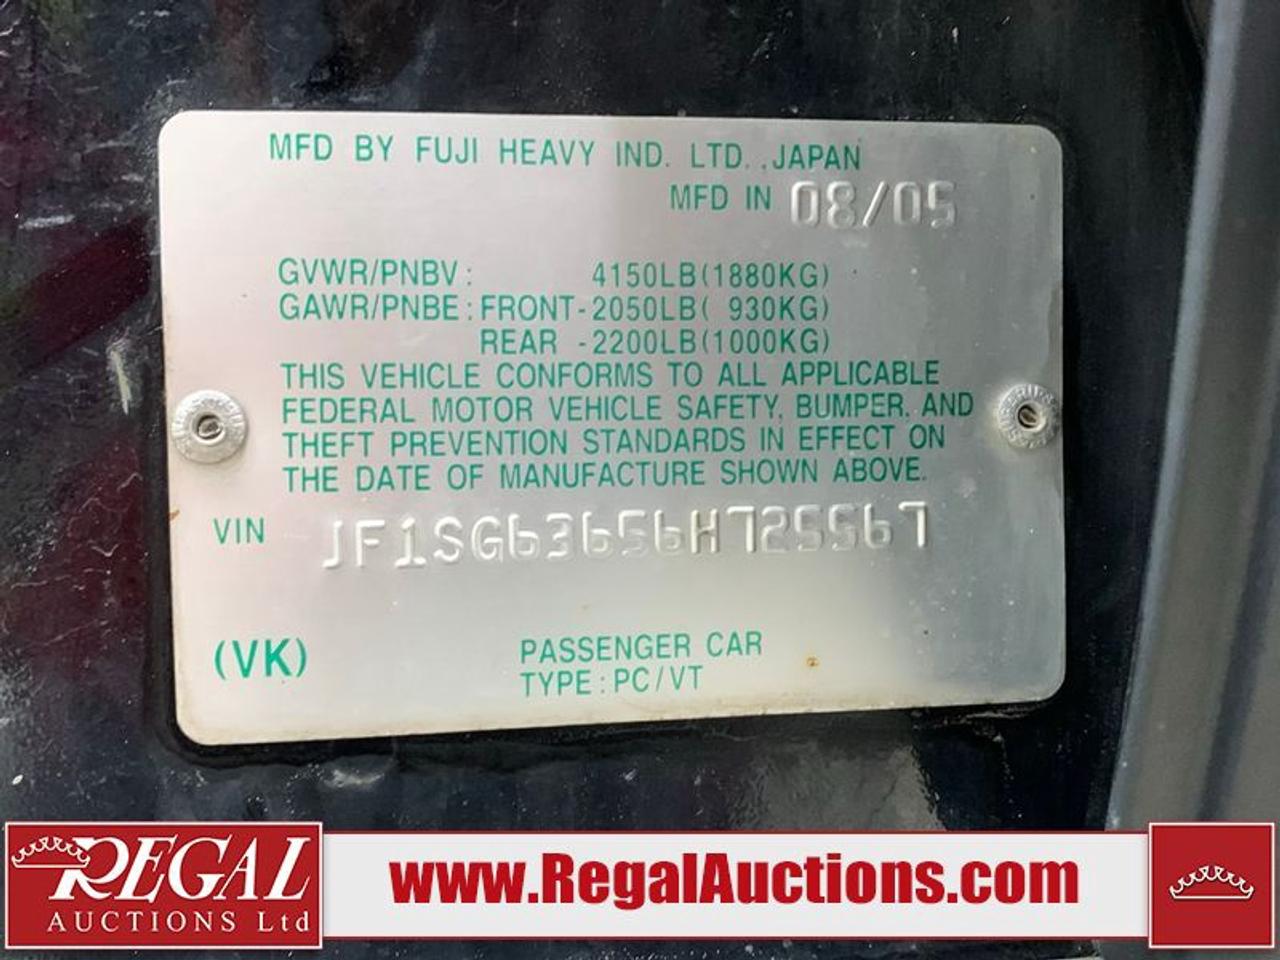 MFD BY FUJI HEAVY IND. LTD. ,JAPAN
MFD IN 08/05
GVWR/PNBV: 4150LB(1880KG)
GAWR/PNBE: FRONT-2050LB( 930KG)
REAR -2200LB(1000KG)
THIS VEHICLE CONFORMS TO ALL APPLICABLE
FEDERAL MOTOR VEHICLE SAFETY, BUMPER, AND
THEFT PREVENTION STANDARDS IN EFFECT ON
THE DATE OF MANUFACTURE SHOWN ABOVE.
VIN JF1SG63656H725567
(VK) PASSENGER CAR
TYPE : PC/VT
REGAL
AUCTIONS Ltd
www.RegalAuctions.com